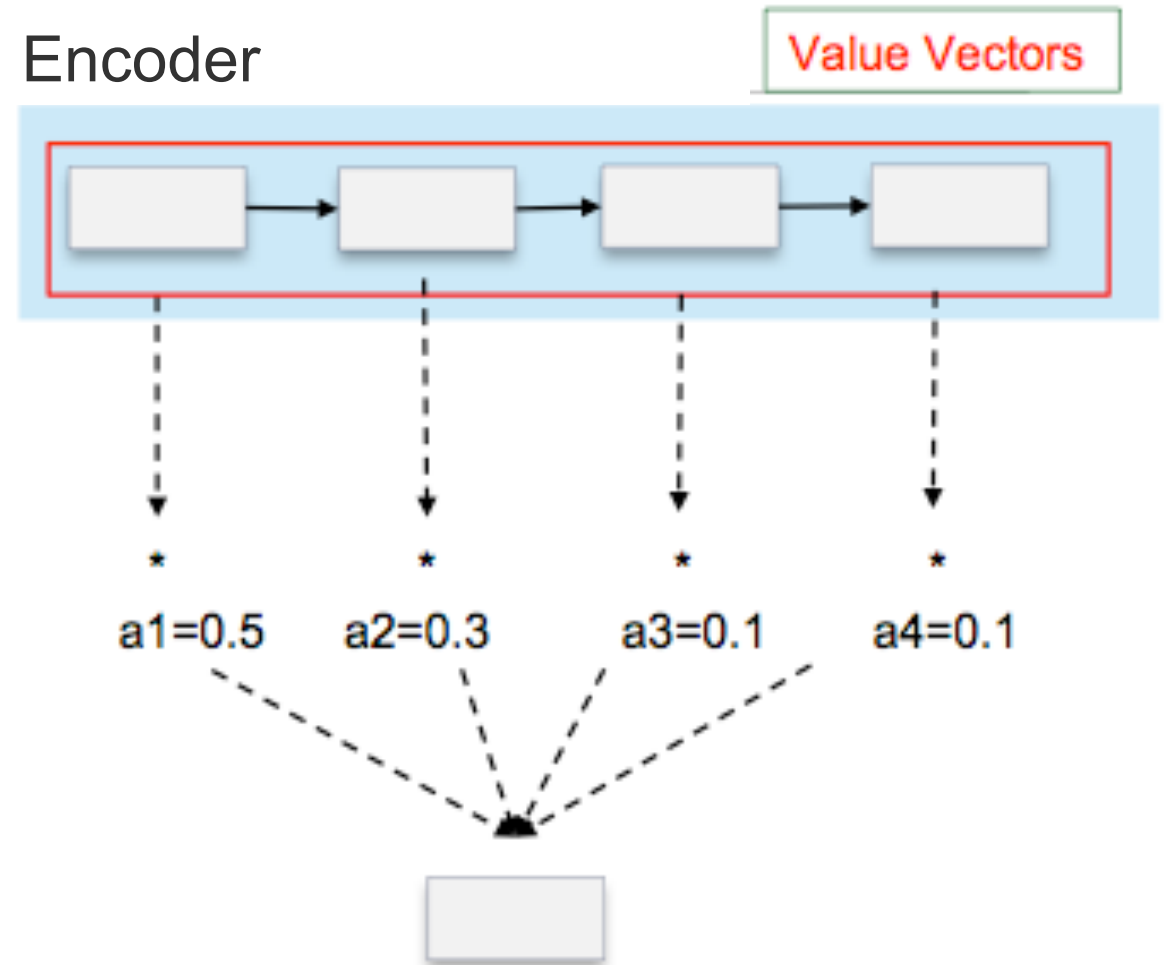 Encoder
Value Vectors
* * * *
a1=0.5 a2=0.3 a3=0.1 a4=0.1